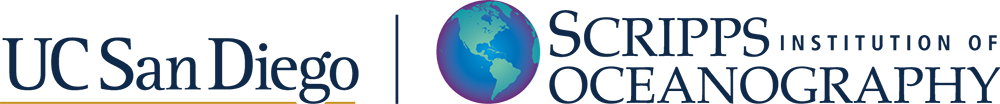 UC San Diego
SCRIPPS INSTITUTION OF
OCEANOGRAPHY